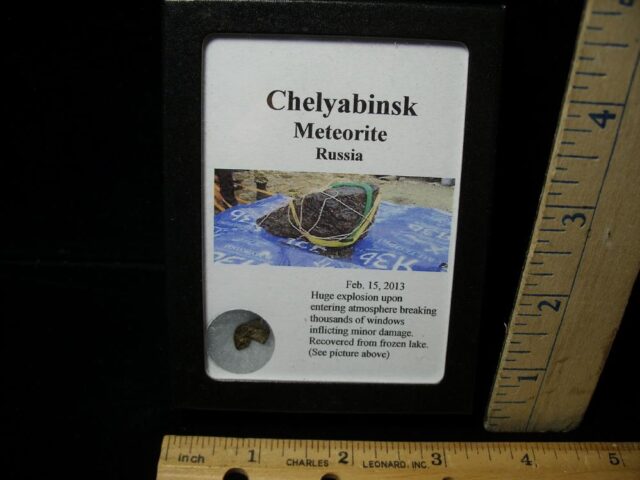 Chelyabinsk
Meteorite
Russia
Feb. 15, 2013
Huge explosion upon
entering atmosphere breaking
thousands of windows
inflicting minor damage.
Recovered from frozen lake.
(See picture above)
4
3
2
1
inch 1 2 3 4 5
CHARLES LEONARD, INC.